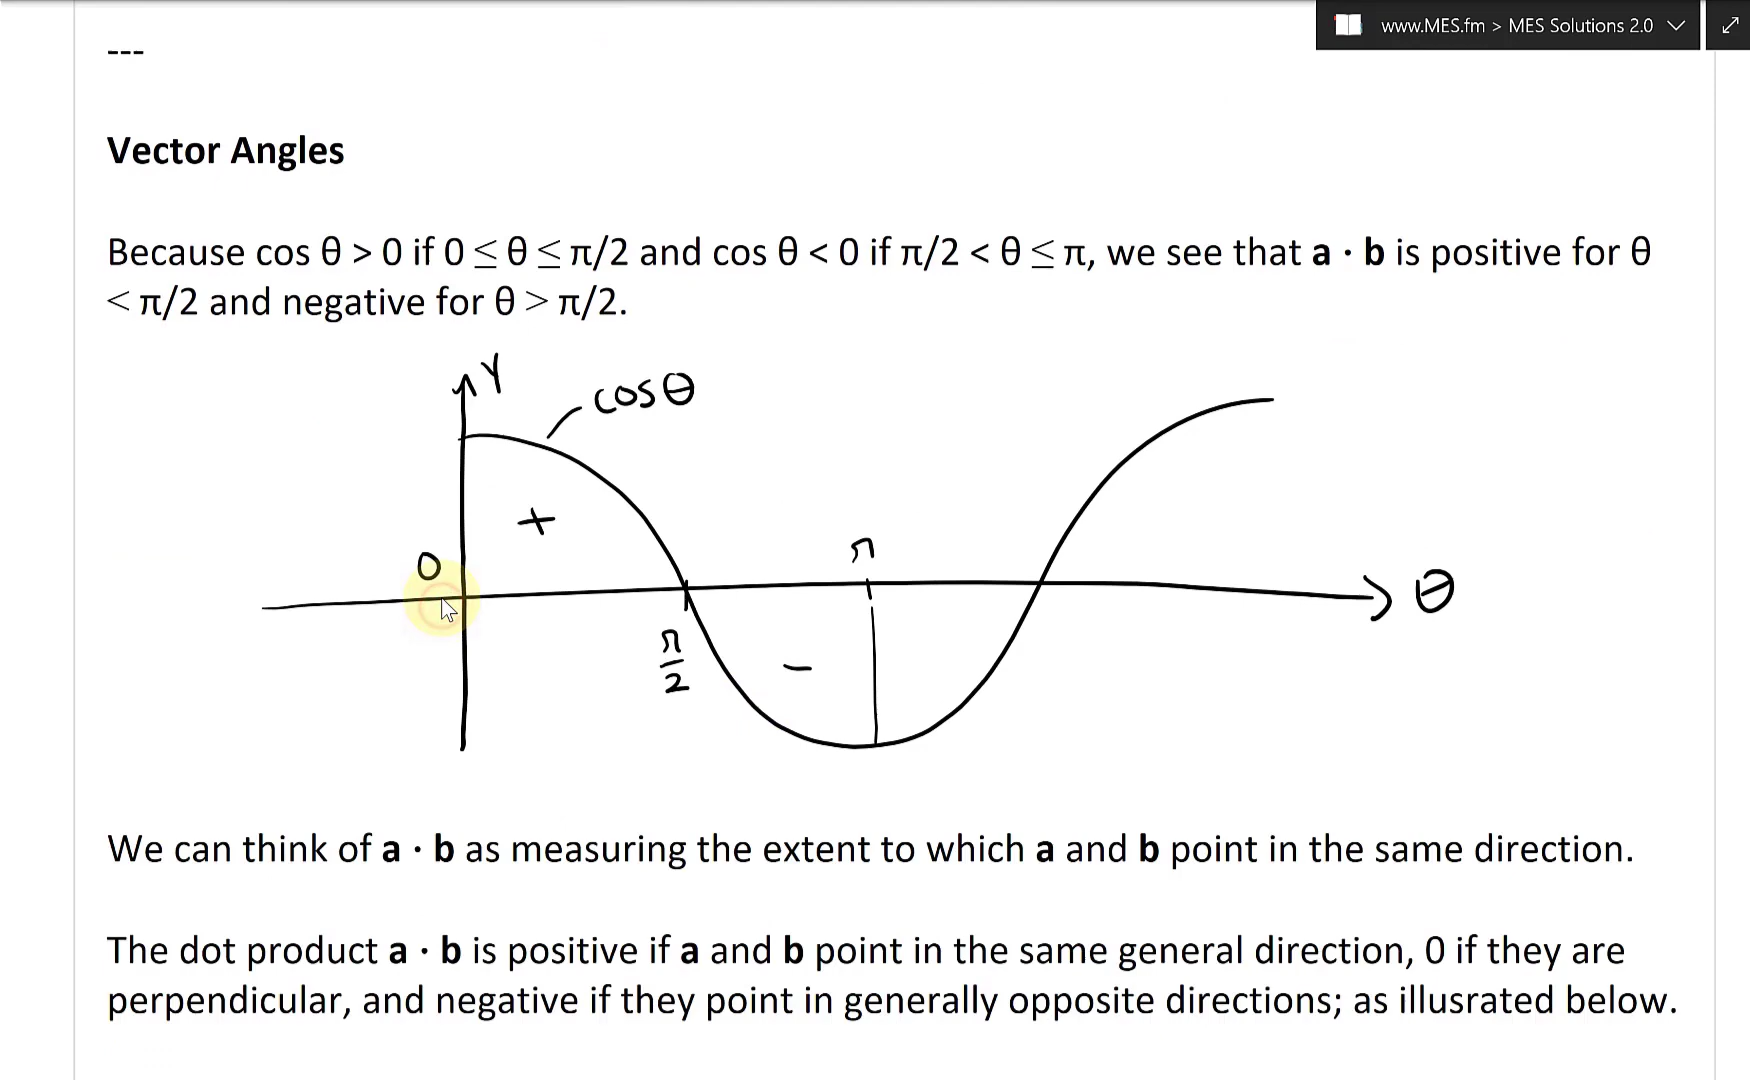 www.MES.fm > MES Solutions 2.0
---
Vector Angles
Because cos θ > 0 if 0 ≤ θ ≤ π/2 and cos θ < 0 if π/2 < θ ≤ π, we see that a · b is positive for θ
< π/2 and negative for θ > π/2.
Y
cosθ
+
0
π
θ
π
2
−
We can think of a · b as measuring the extent to which a and b point in the same direction.
The dot product a · b is positive if a and b point in the same general direction, 0 if they are
perpendicular, and negative if they point in generally opposite directions; as illusrated below.